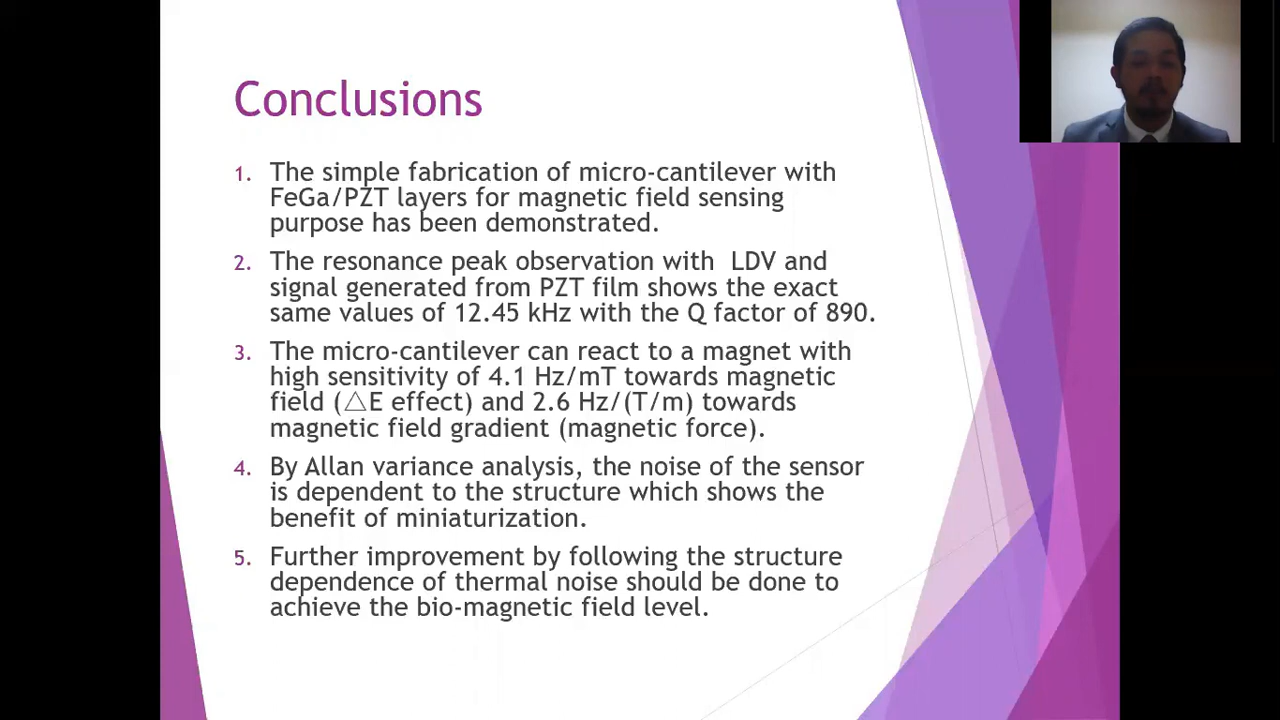 Conclusions
1. The simple fabrication of micro-cantilever with
FeGa/PZT layers for magnetic field sensing
purpose has been demonstrated.
2. The resonance peak observation with  LDV and
signal generated from PZT film shows the exact
same values of 12.45 kHz with the Q factor of 890.
3. The micro-cantilever can react to a magnet with
high sensitivity of 4.1 Hz/mT towards magnetic
field (△E effect) and 2.6 Hz/(T/m) towards
magnetic field gradient (magnetic force).
4. By Allan variance analysis, the noise of the sensor
is dependent to the structure which shows the
benefit of miniaturization.
5. Further improvement by following the structure
dependence of thermal noise should be done to
achieve the bio-magnetic field level.